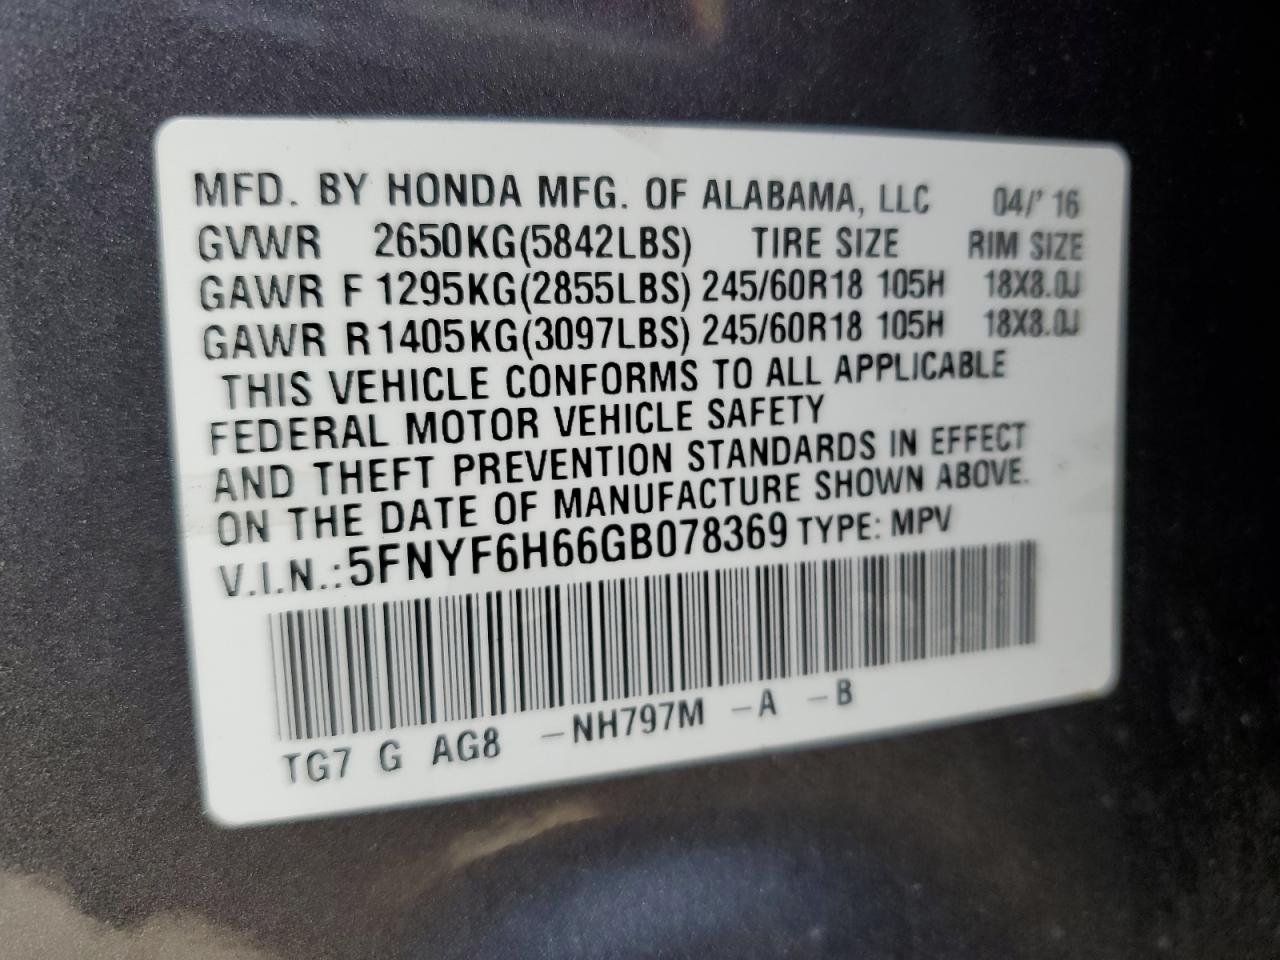 MFD. BY HONDA MFG. OF ALABAMA, LLC 04/' 16
GVWR 2650KG(5842LBS) TIRE SIZE RIM SIZE
GAWR F 1295KG(2855LBS) 245/60R18 105H 18X8.0J
GAWR R1405KG(3097LBS) 245/60R18 105H 18X8.0J
THIS VEHICLE CONFORMS TO ALL APPLICABLE
FEDERAL MOTOR VEHICLE SAFETY
AND THEFT PREVENTION STANDARDS IN EFFECT
ON THE DATE OF MANUFACTURE SHOWN ABOVE.
V.I.N.:5FNYF6H66GB078369 TYPE: MPV
TG7 G AG8 -NH797M -A -B